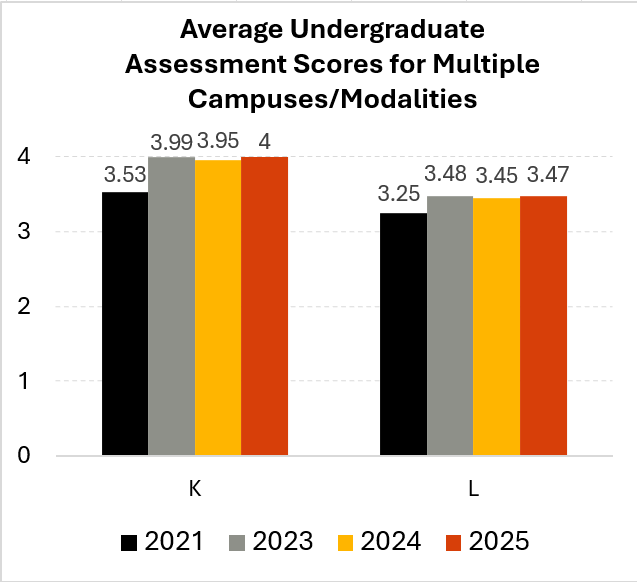 Average Undergraduate
Assessment Scores for Multiple
Campuses/Modalities
3.53 3.99 3.95 4
3.25 3.48 3.45 3.47
4
3
2
1
0
K L
2021 2023 2024 2025